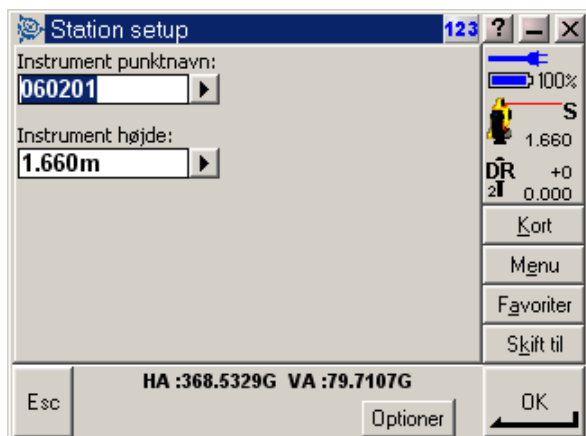 Station setup
123
?
Instrument punktnavn:
060201
100%
S
Instrument højde:
1.660m
1.660
DR
+0
2
0.000
Kort
Menu
Favoriter
Skift til
Esc
HA :368.5329G VA :79.7107G
Optioner
OK